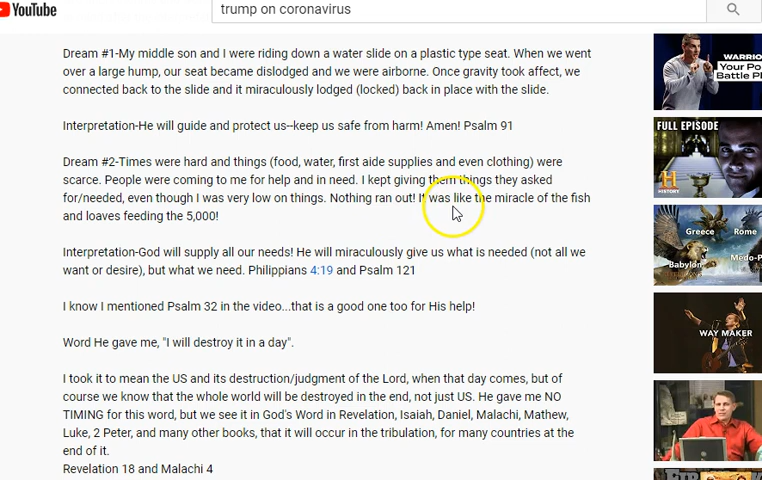 YouTube
trump on coronavirus
Dream #1-My middle son and I were riding down a water slide on a plastic type seat. When we went
over a large hump, our seat became dislodged and we were airborne. Once gravity took affect, we
connected back to the slide and it miraculously lodged (locked) back in place with the slide.
Interpretation-He will guide and protect us--keep us safe from harm! Amen! Psalm 91
Dream #2-Times were hard and things (food, water, first aide supplies and even clothing) were
scarce. People were coming to me for help and in need. I kept giving them things they asked
for/needed, even though I was very low on things. Nothing ran out! It was like the miracle of the fish
and loaves feeding the 5,000!
Interpretation-God will supply all our needs! He will miraculously give us what is needed (not all we
want or desire), but what we need. Philippians 4:19 and Psalm 121
I know I mentioned Psalm 32 in the video...that is a good one too for His help!
Word He gave me, "I will destroy it in a day".
I took it to mean the US and its destruction/judgment of the Lord, when that day comes, but of
course we know that the whole world will be destroyed in the end, not just US. He gave me NO
TIMING for this word, but we see it in God's Word in Revelation, Isaiah, Daniel, Malachi, Mathew,
Luke, 2 Peter, and many other books, that it will occur in the tribulation, for many countries at the
end of it.
Revelation 18 and Malachi 4
WARRIO
Your Po
Battle Pl
FULL EPISODE
H
HISTORY
Greece Rome
Babylon Medo-P
WAY MAKER